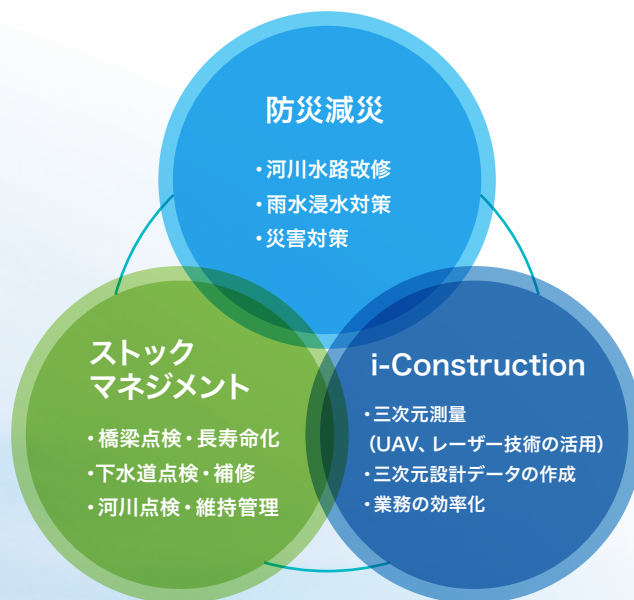 防災減災
・河川水路改修
・雨水浸水対策
・災害対策
ストック
マネジメント
・橋梁点検・長寿命化
・下水道点検・補修
・河川点検・維持管理
i-Construction
・三次元測量
（UAV、レーザー技術の活用）
・三次元設計データの作成
・業務の効率化